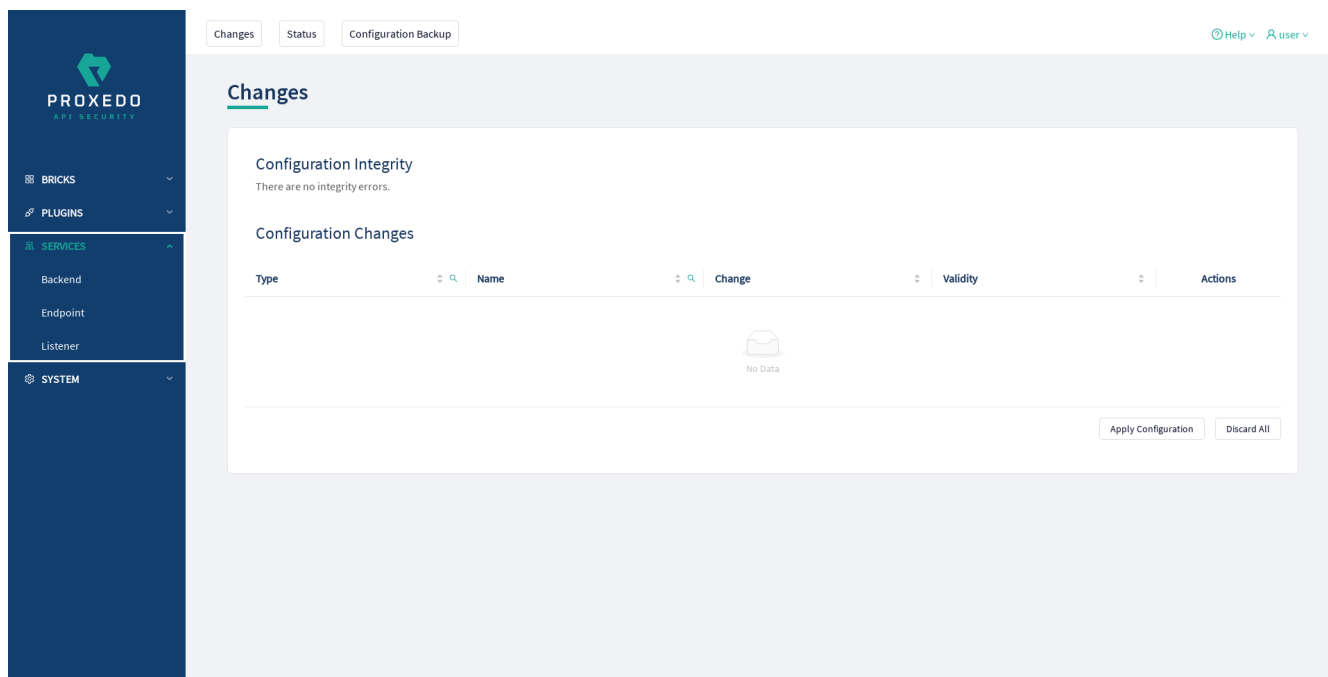 Changes Status Configuration Backup Help user
PROXEDO
API SECURITY
BRICKS
PLUGINS
SERVICES
Backend
Endpoint
Listener
SYSTEM
Changes
Configuration Integrity
There are no integrity errors.
Configuration Changes
Type Name Change Validity Actions
No Data
Apply Configuration Discard All